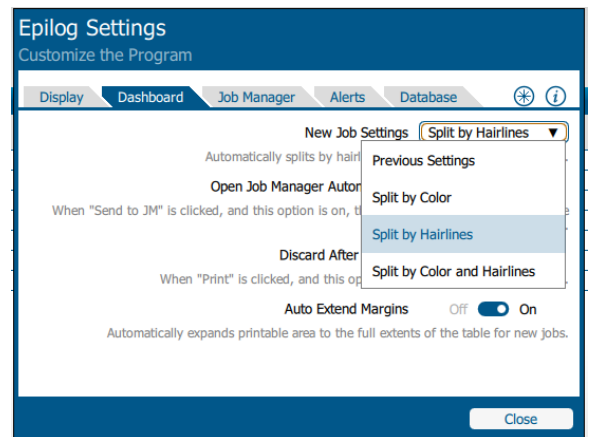 Epilog Settings
Customize the Program
Display Dashboard Job Manager Alerts Database
New Job Settings Split by Hairlines
Automatically splits by hairl
Previous Settings
Open Job Manager Autom
Split by Color
When "Send to JM" is clicked, and this option is on, th
Split by Hairlines
Discard After
Split by Color and Hairlines
When "Print" is clicked, and this op
Auto Extend Margins Off On
Automatically expands printable area to the full extents of the table for new jobs.
Close